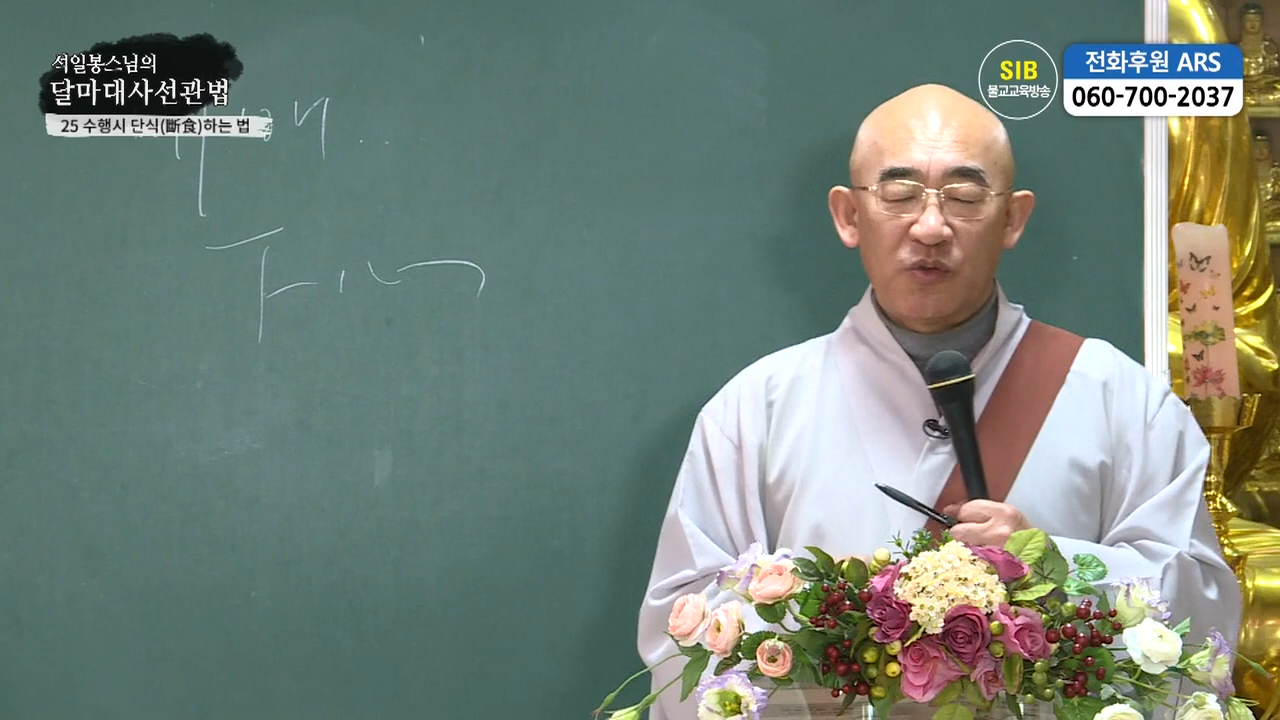 석일봉스님의
달마대사선관법
25 수행시 단식(斷食)하는 법
SIB
불교교육방송
전화후원 ARS
060-700-2037